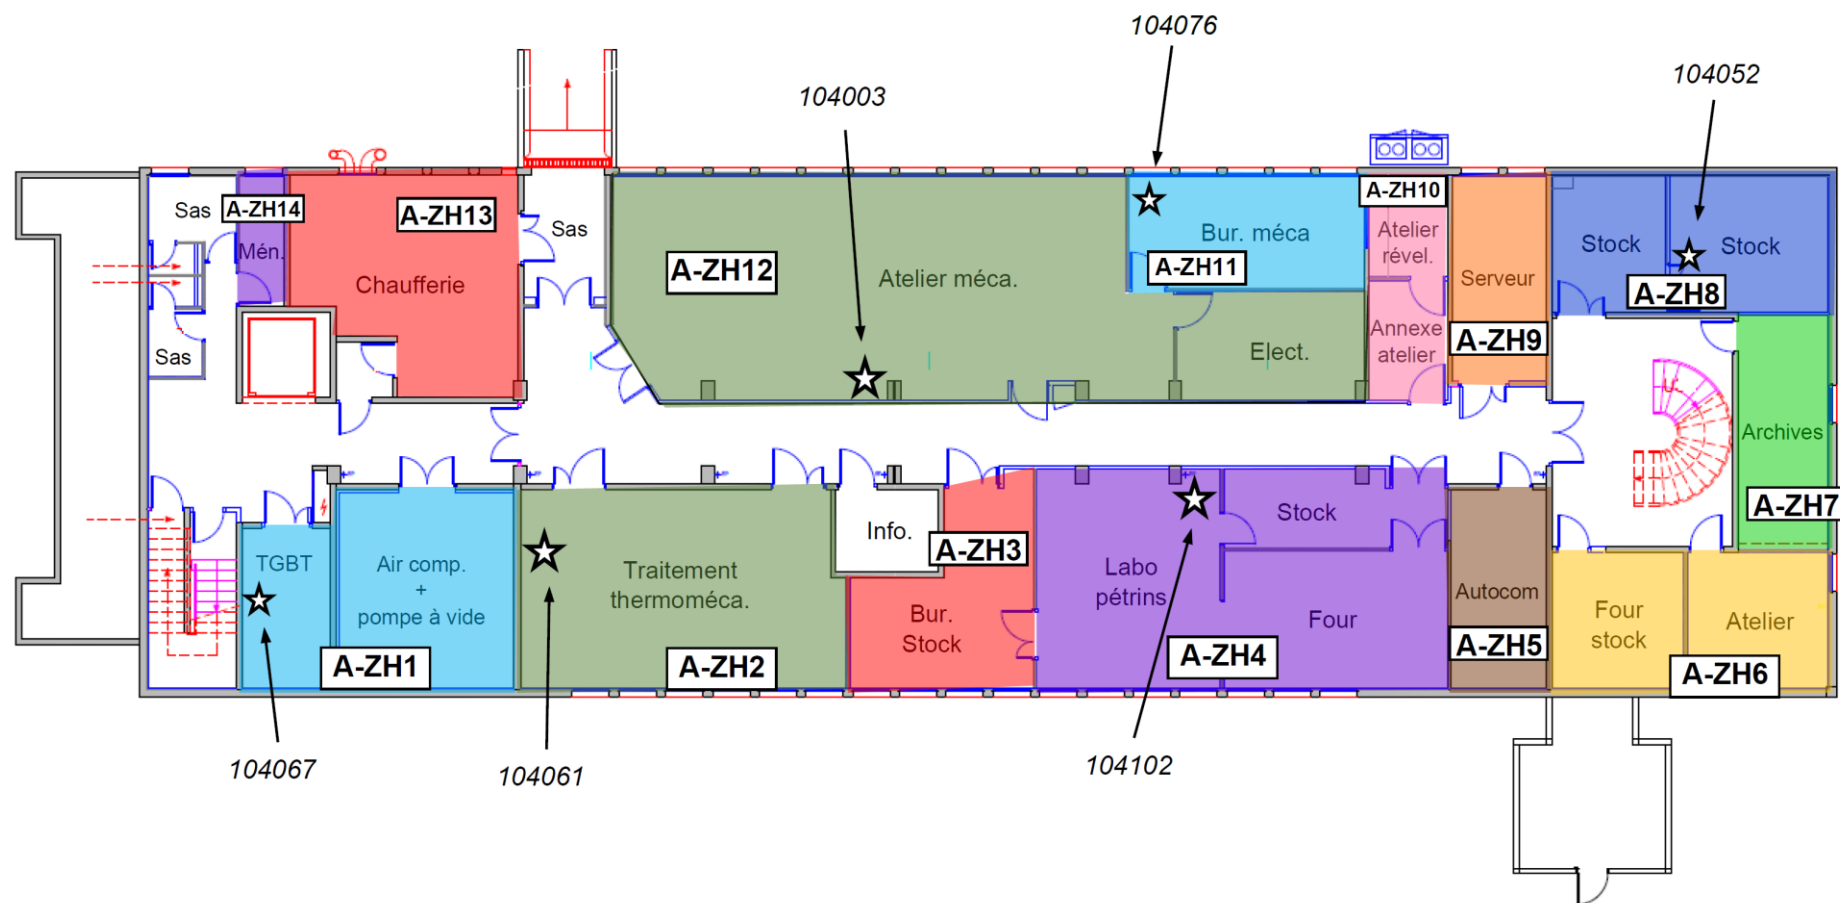 104076
104052
104003
Sas
A-ZH14
A-ZH13
Sas
A-ZH10
Mén.
Chaufferie
A-ZH12
Atelier méca.
Bur. méca
A-ZH11
Atelier
révél.
Serveur
Stock
Stock
A-ZH8
Sas
Elect.
Annexe
atelier
A-ZH9
Archives
A-ZH7
TGBT
Air comp.
+
pompe à vide
A-ZH1
Traitement
thermoméca.
A-ZH2
Info.
A-ZH3
Bur.
Stock
Labo
pétrins
Stock
Four
A-ZH4
Autocom
A-ZH5
Four
stock
Atelier
A-ZH6
104067
104061
104102